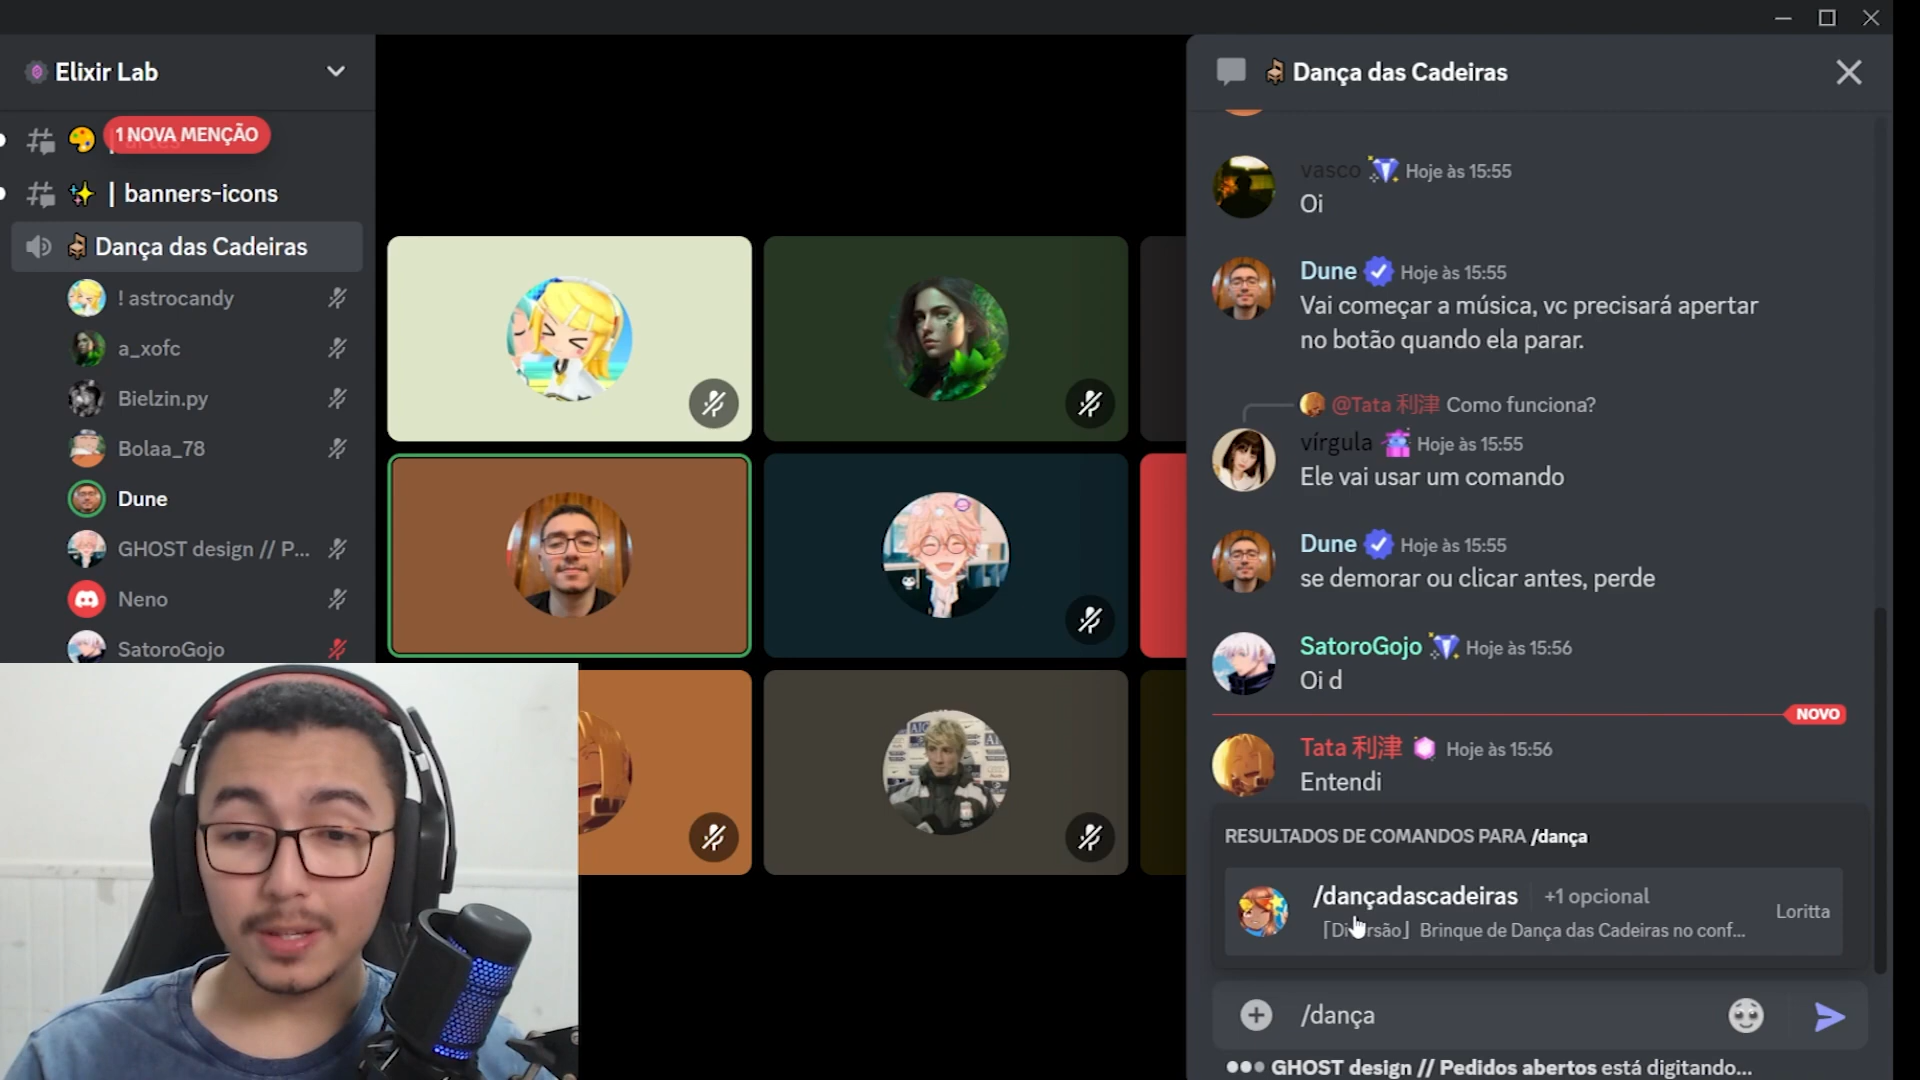 Elixir Lab
1 NOVA MENÇÃO
| banners-icons
Dança das Cadeiras
! astrocandy
a_xofc
Bielzin.py
Bolaa_78
Dune
GHOST design // P...
Neno
SatoroGojo
Dança das Cadeiras
vasco Hoje às 15:55
Oi
Dune Hoje às 15:55
Vai começar a música, vc precisará apertar
no botão quando ela parar.
@Tata 利津 Como funciona?
vírgula Hoje às 15:55
Ele vai usar um comando
Dune Hoje às 15:55
se demorar ou clicar antes, perde
SatoroGojo Hoje às 15:56
Oi d
NOVO
Tata 利津 Hoje às 15:56
Entendi
RESULTADOS DE COMANDOS PARA /dança
/dançadascadeiras +1 opcional
Brinque de Dança das Cadeiras no conf...
Loritta
/dança
GHOST design // Pedidos abertos está digitando...